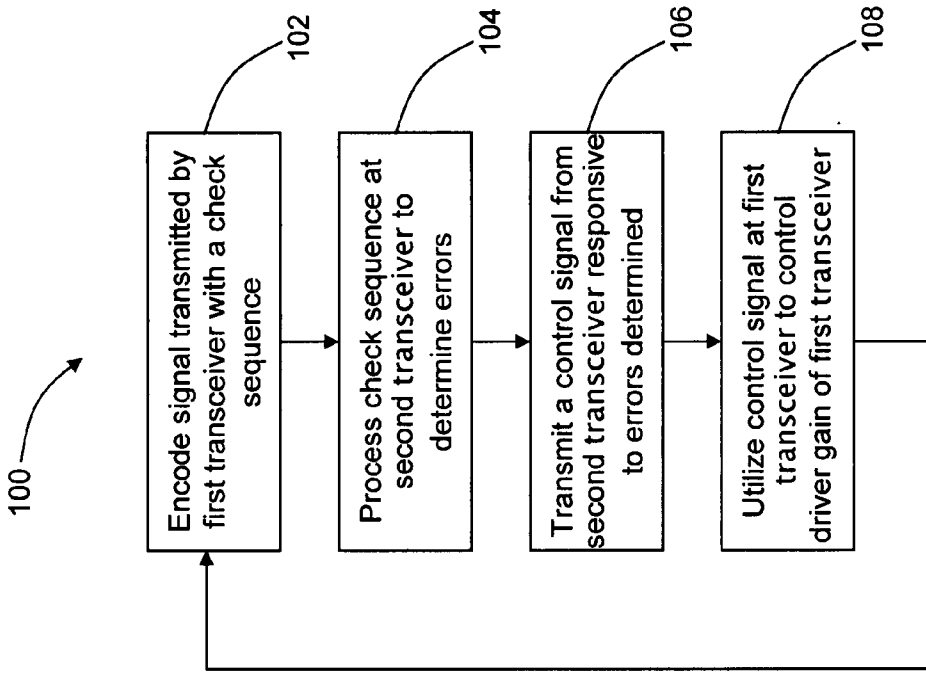 100
Encode signal transmitted by
first transceiver with a check
sequence
102
Process check sequence at
second transceiver to
determine errors
104
Transmit a control signal from
second transceiver responsive
to errors determined
106
Utilize control signal at first
transceiver to control
driver gain of first transceiver
108